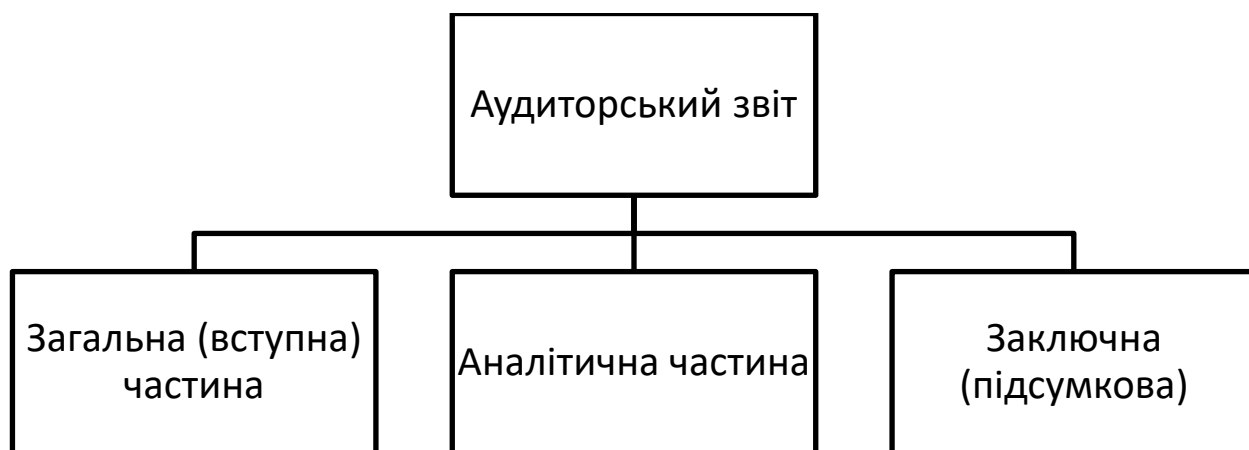 Аудиторський звіт
Загальна (вступна)
частина
Аналітична частина
Заключна
(підсумкова)